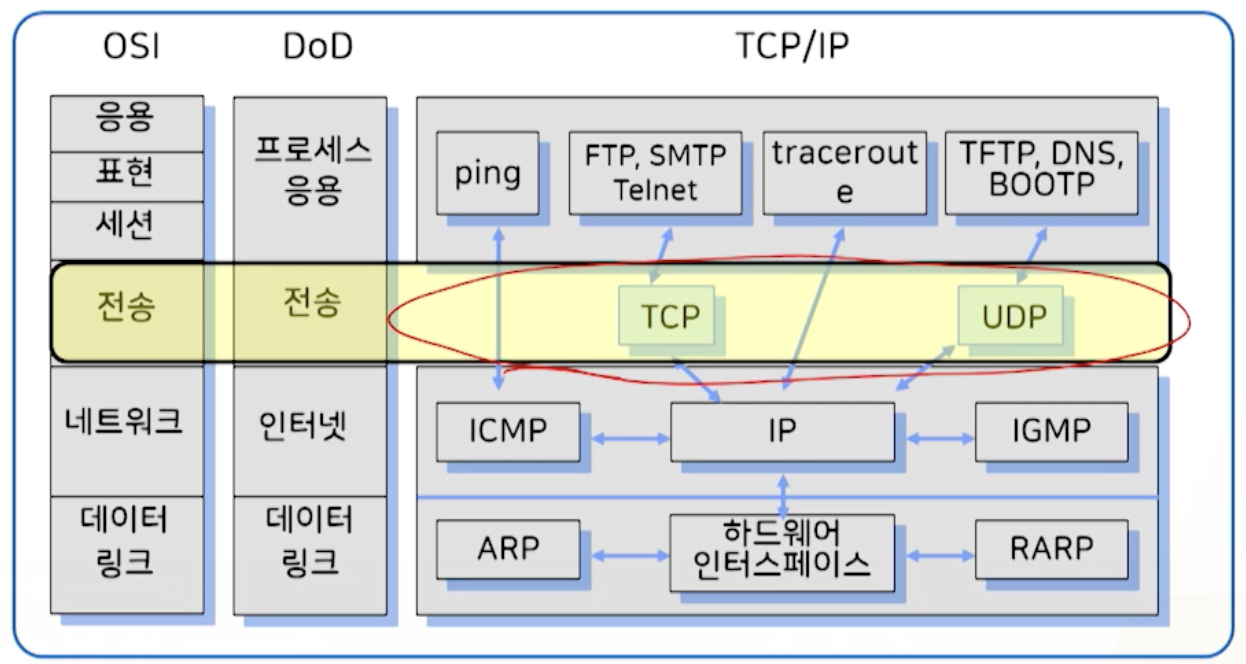 OSI
DoD
TCP/IP
응용
표현
세션
프로세스
응용
ping
FTP, SMTP
Telnet
tracerout
e
TFTP, DNS,
BOOTP
전송
전송
TCP
UDP
네트워크
인터넷
ICMP
IP
IGMP
데이터
링크
데이터
링크
ARP
하드웨어
인터스페이스
RARP